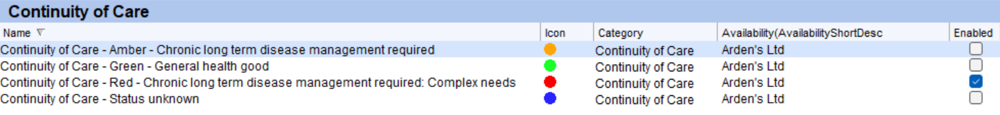 Continuity of Care
Name Icon Category Availability(AvailabilityShortDesc Enabled
Continuity of Care - Amber - Chronic long term disease management required Continuity of Care Arden's Ltd
Continuity of Care - Green - General health good Continuity of Care Arden's Ltd
Continuity of Care - Red - Chronic long term disease management required: Complex needs Continuity of Care Arden's Ltd
Continuity of Care - Status unknown Continuity of Care Arden's Ltd